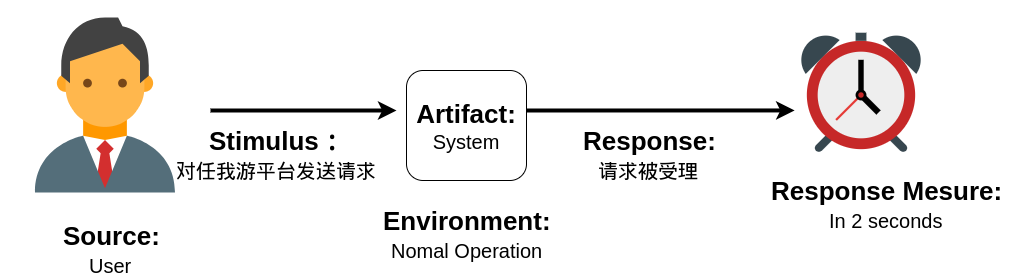 Stimulus：
对任我游平台发送请求
Source:
User
Artifact:
System
Environment:
Nomal Operation
Response:
请求被受理
Response Mesure:
In 2 seconds